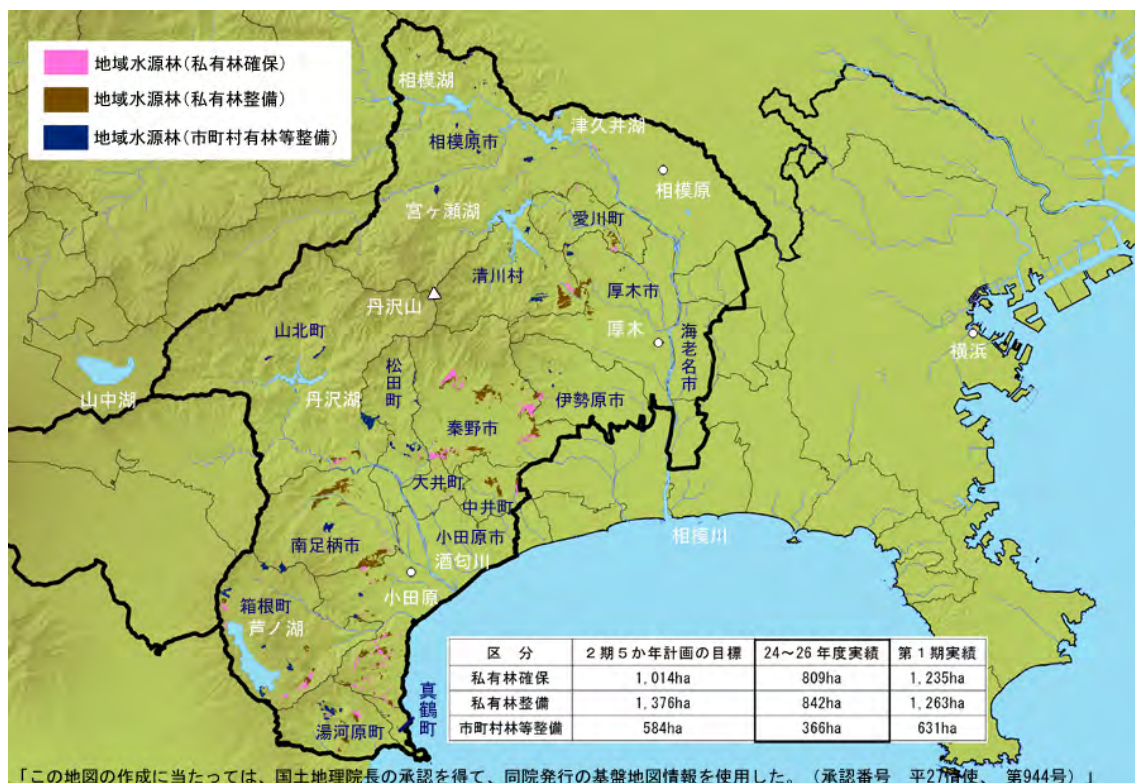 地域水源林(私有林確保)
地域水源林(私有林整備)
地域水源林(市町村有林等整備)
相模湖
津久井湖
相模原市
相模原
宮ヶ瀬湖
愛川町
清川村
丹沢山
厚木市
山北町
厚木
海老名市
横浜
松田町
山中湖
丹沢湖
伊勢原市
秦野市
大井町
中井町
相模川
小田原市
南足柄市
酒匂川
小田原
箱根町
芦ノ湖
真鶴町
湯河原町
区 分 2期5か年計画の目標 24~26年度実績 第1期実績
私有林確保 1,014ha 809ha 1,235ha
私有林整備 1,376ha 842ha 1,263ha
市町村林等整備 584ha 366ha 631ha
「この地図の作成に当たっては、国土地理院長の承認を得て、同院発行の基盤地図情報を使用した。(承認番号 平27情使、 第944号)」